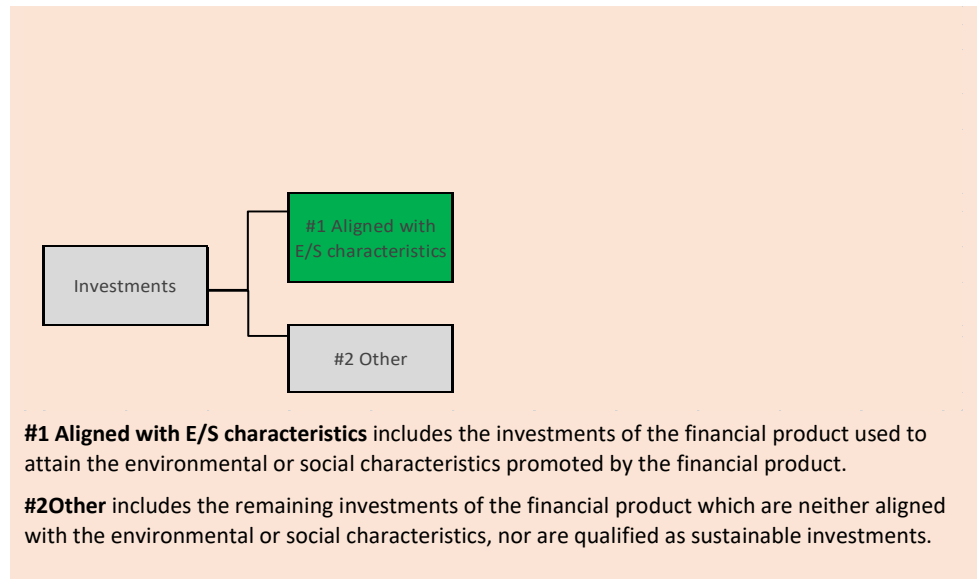 #1 Aligned with
E/S characteristics
Investments
#2 Other
#1 Aligned with E/S characteristics includes the investments of the financial product used to
attain the environmental or social characteristics promoted by the financial product.
#2Other includes the remaining investments of the financial product which are neither aligned
with the environmental or social characteristics, nor are qualified as sustainable investments.